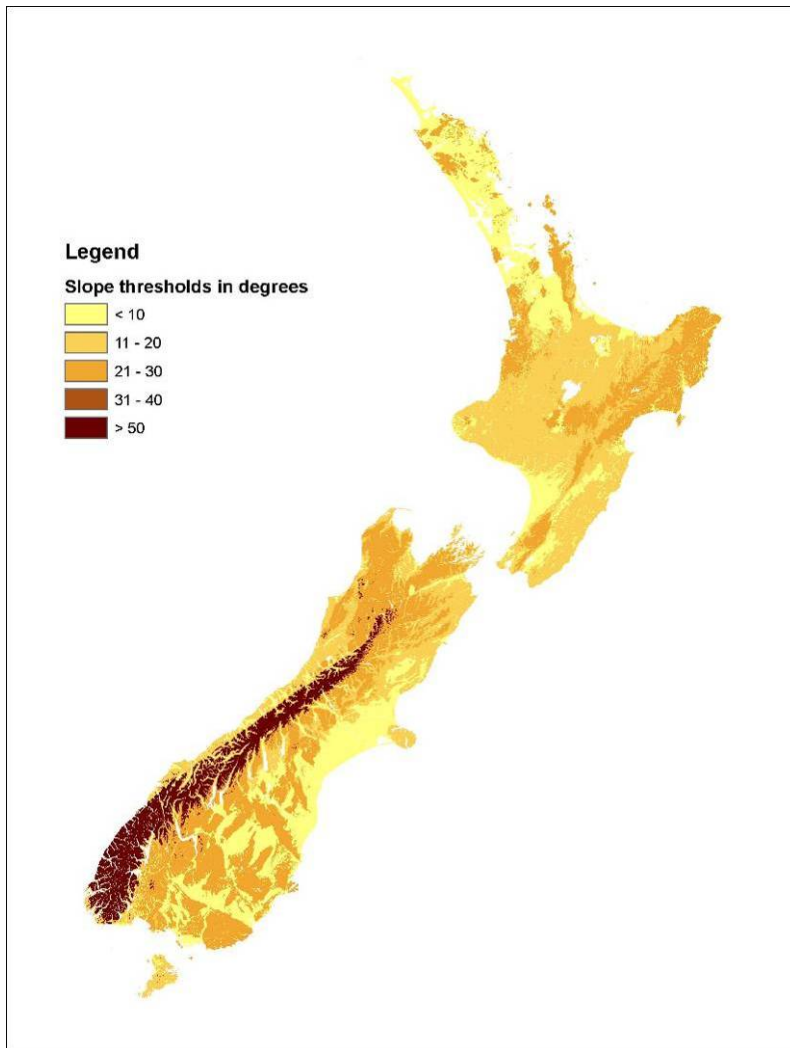 Legend
Slope thresholds in degrees
< 10
11 - 20
21 - 30
31 - 40
> 50